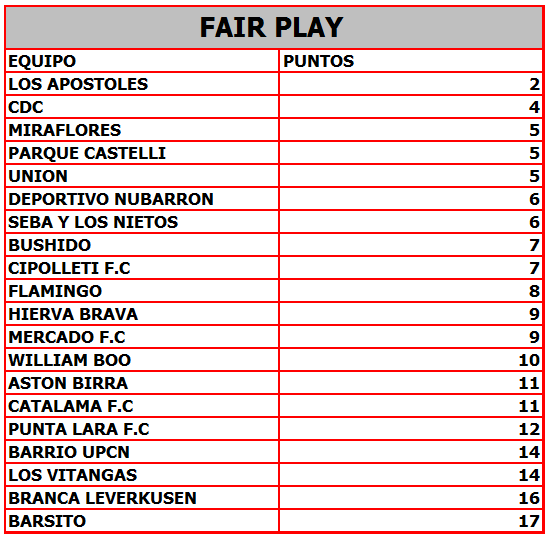 FAIR PLAY
EQUIPO PUNTOS
LOS APOSTOLES 2
CDC 4
MIRAFLORES 5
PARQUE CASTELLI 5
UNION 5
DEPORTIVO NUBARRON 6
SEBA Y LOS NIETOS 6
BUSHIDO 7
CIPOLLETI F.C 7
FLAMINGO 8
HIERVA BRAVA 9
MERCADO F.C 9
WILLIAM BOO 10
ASTON BIRRA 11
CATALAMA F.C 11
PUNTA LARA F.C 12
BARRIO UPCN 14
LOS VITANGAS 14
BRANCA LEVERKUSEN 16
BARSITO 17